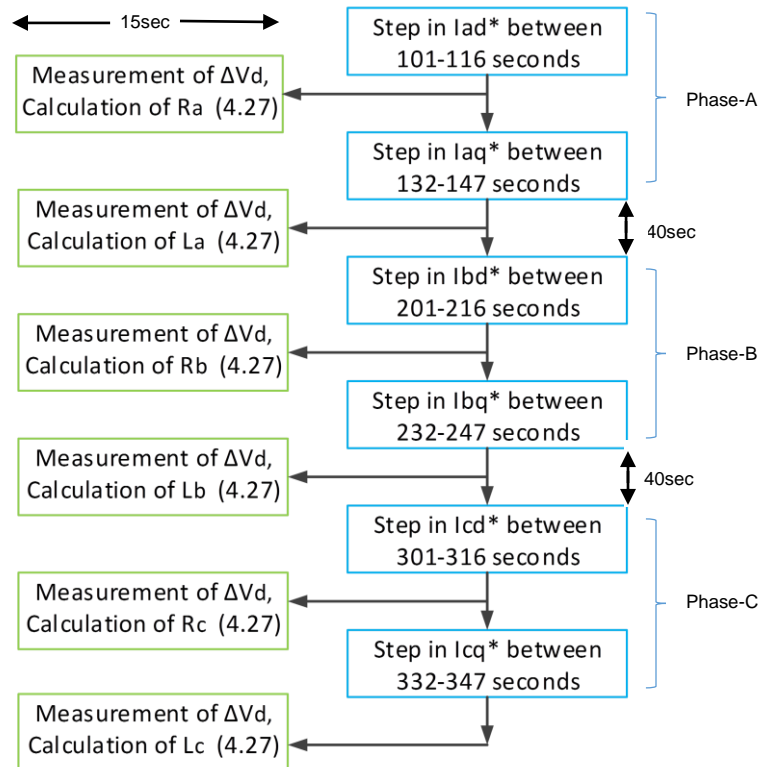 15sec
Step in Iad* between
101-116 seconds
Measurement of ΔVd,
Calculation of Ra (4.27)
Phase-A
Step in Iaq* between
132-147 seconds
Measurement of ΔVd,
Calculation of La (4.27)
40sec
Step in Ibd* between
201-216 seconds
Measurement of ΔVd,
Calculation of Rb (4.27)
Phase-B
Step in Ibq* between
232-247 seconds
Measurement of ΔVd,
Calculation of Lb (4.27)
40sec
Step in Icd* between
301-316 seconds
Measurement of ΔVd,
Calculation of Rc (4.27)
Phase-C
Step in Icq* between
332-347 seconds
Measurement of ΔVd,
Calculation of Lc (4.27)